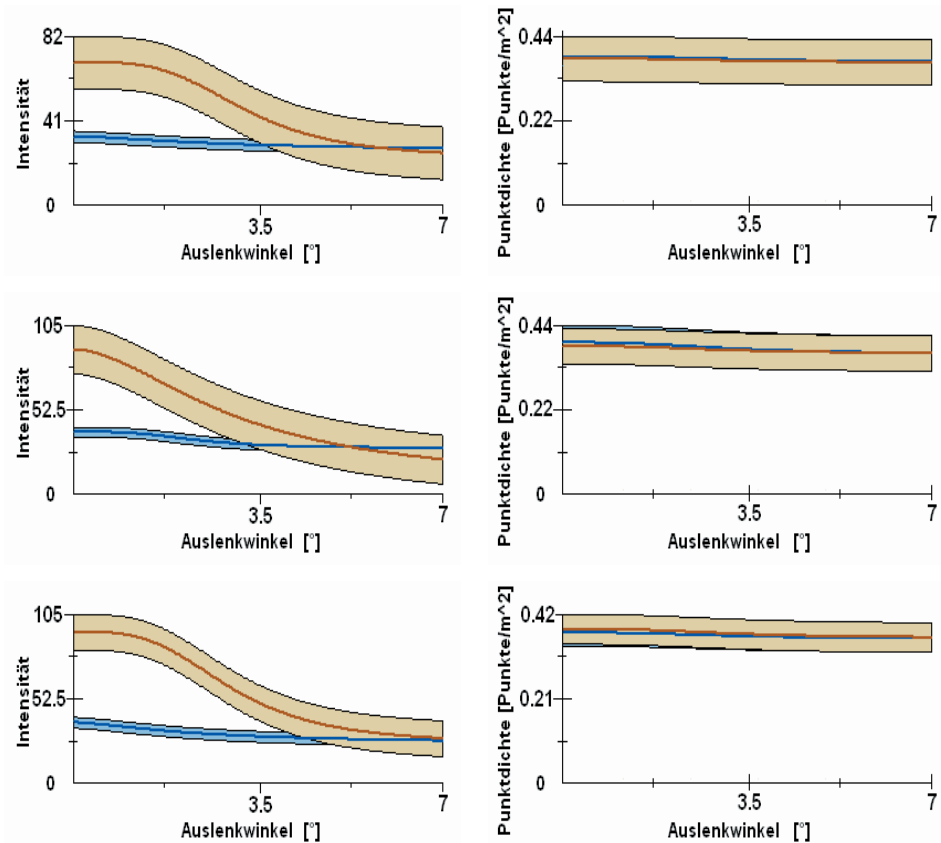 82
41
0
Intensität
3.5
7
Auslenkwinkel [°]
0.44
0.22
0
Punktdichte [Punkte/m^2]
3.5
7
Auslenkwinkel [°]
105
52.5
0
Intensität
3.5
7
Auslenkwinkel [°]
0.44
0.22
0
Punktdichte [Punkte/m^2]
3.5
7
Auslenkwinkel [°]
105
52.5
0
Intensität
3.5
7
Auslenkwinkel [°]
0.42
0.21
0
Punktdichte [Punkte/m^2]
3.5
7
Auslenkwinkel [°]